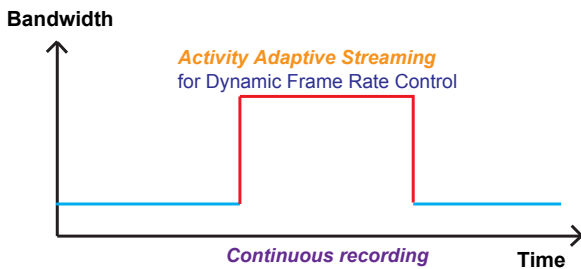 Bandwidth
Activity Adaptive Streaming
for Dynamic Frame Rate Control
Continuous recording
Time